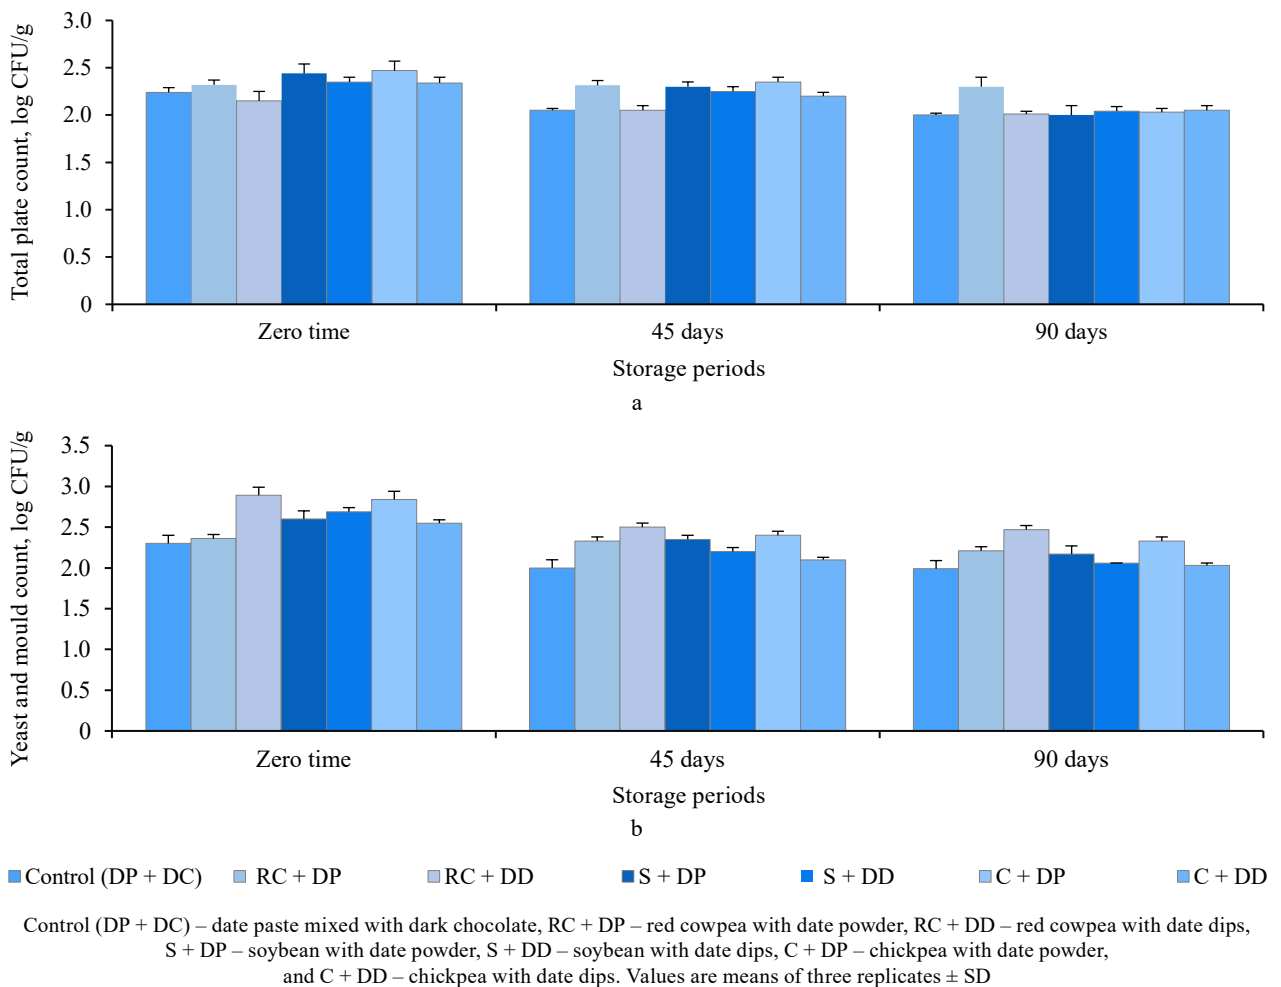 Total plate count, log CFU/g
3.0
2.5
2.0
1.5
1.0
0.5
0
Zero time 45 days 90 days
Storage periods
a
Yeast and mould count, log CFU/g
3.5
3.0
2.5
2.0
1.5
1.0
0.5
0
Zero time 45 days 90 days
Storage periods
b
Control (DP + DC) RC + DP RC + DD S + DP S + DD C + DP C + DD
Control (DP + DC) – date paste mixed with dark chocolate, RC + DP – red cowpea with date powder, RC + DD – red cowpea with date dips,
S + DP – soybean with date powder, S + DD – soybean with date dips, C + DP – chickpea with date powder,
and C + DD – chickpea with date dips. Values are means of three replicates ± SD